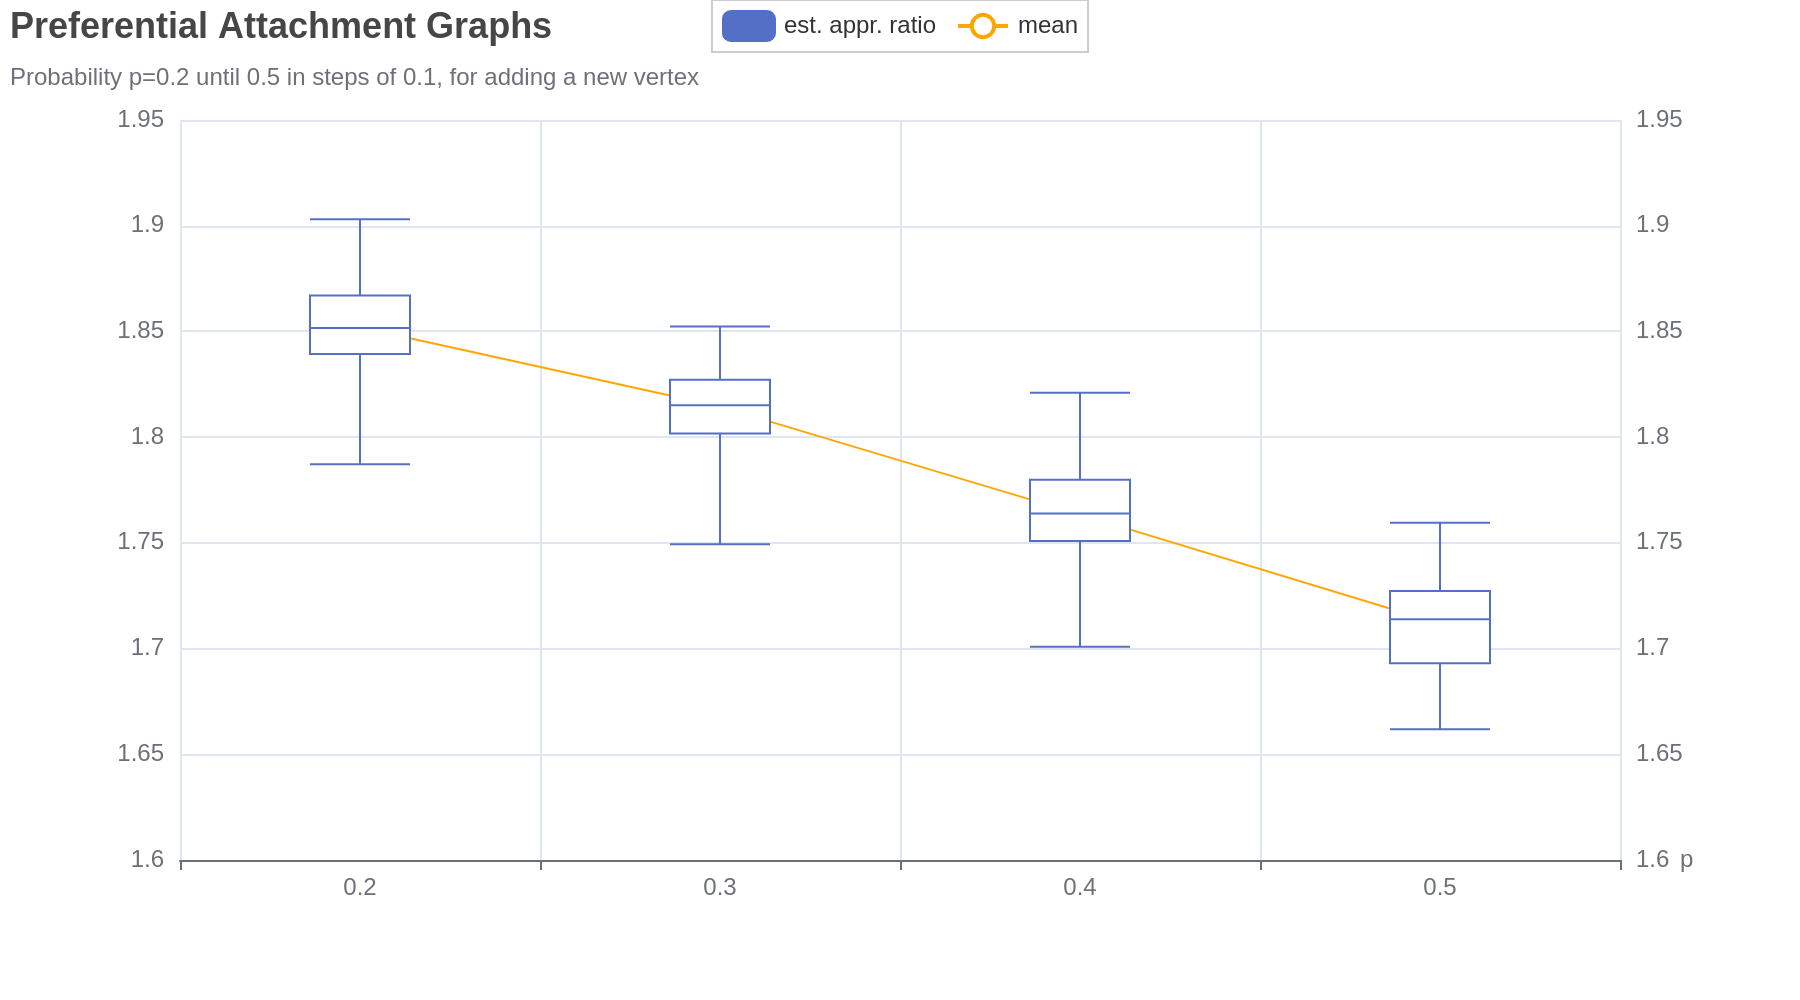 Preferential Attachment Graphs
est. appr. ratio
mean
Probability p=0.2 until 0.5 in steps of 0.1, for adding a new vertex
1.95 1.95
1.9 1.9
1.85 1.85
1.8 1.8
1.75 1.75
1.7 1.7
1.65 1.65
1.6 1.6 p
0.2 0.3 0.4 0.5